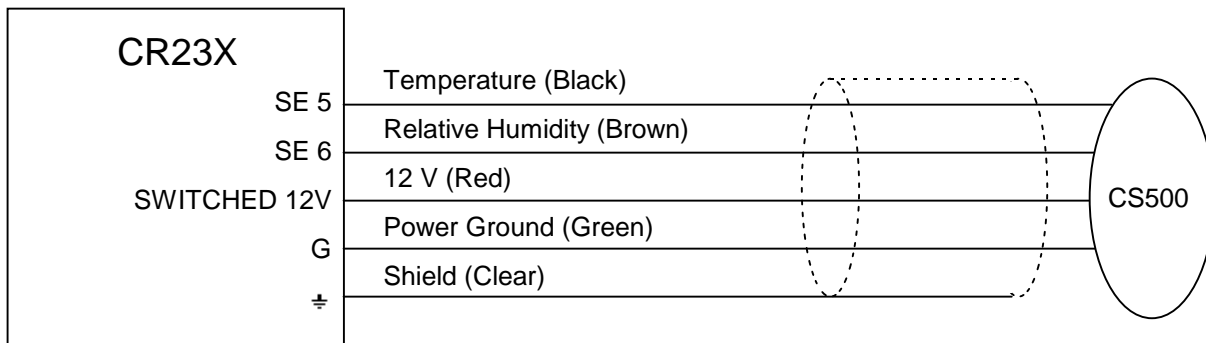 CR23X
SE 5
Temperature (Black)
SE 6
Relative Humidity (Brown)
SWITCHED 12V
12 V (Red)
G
Power Ground (Green)
Shield (Clear)
CS500